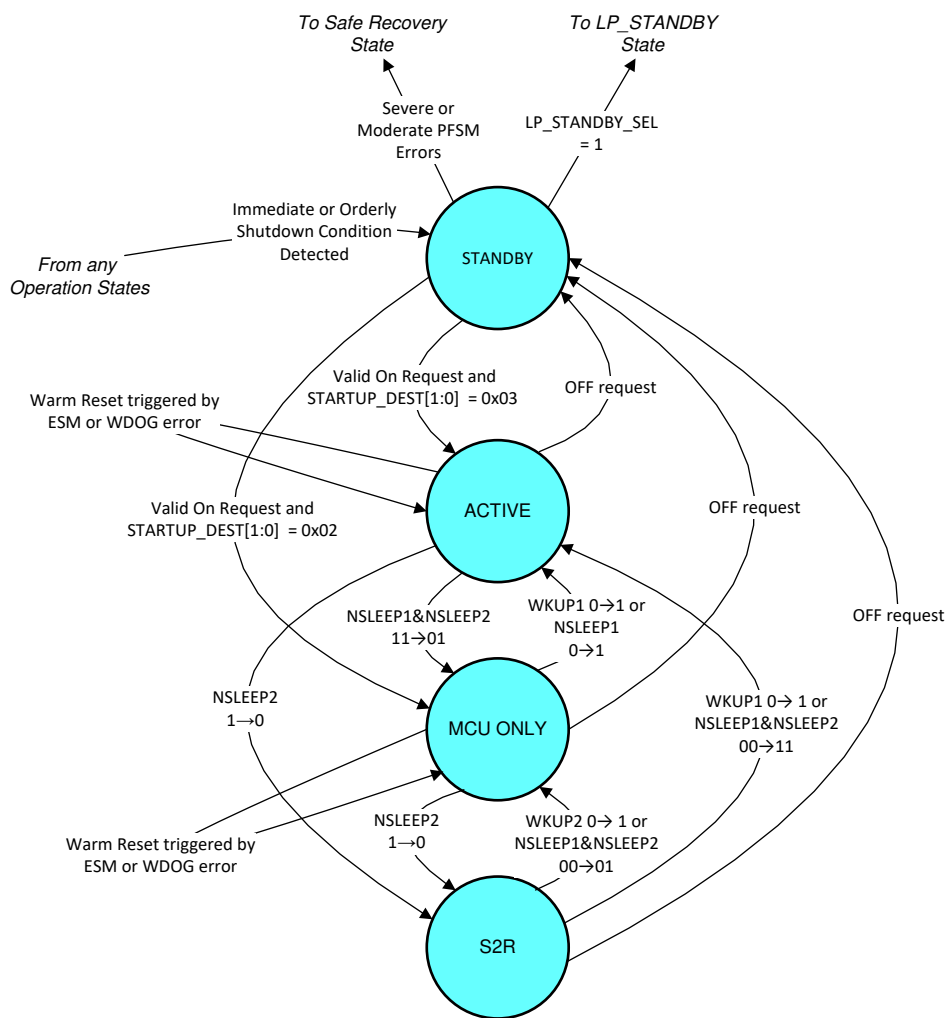 To Safe Recovery
State
To LP_STANDBY
State
Severe or
Moderate PFSM
Errors
LP_STANDBY_SEL
= 1
Immediate or Orderly
Shutdown Condition
Detected
From any
Operation States
STANDBY
Valid On Request and
STARTUP_DEST[1:0] = 0x03
OFF request
Warm Reset triggered by
ESM or WDOG error
ACTIVE
Valid On Request and
STARTUP_DEST[1:0] = 0x02
OFF request
OFF request
NSLEEP1&NSLEEP2
11→01
WKUP1 0→1 or
NSLEEP1
0→1
NSLEEP2
1→0
WKUP1 0→ 1 or
NSLEEP1&NSLEEP2
00→11
MCU ONLY
Warm Reset triggered by
ESM or WDOG error
NSLEEP2
1→0
WKUP2 0→ 1 or
NSLEEP1&NSLEEP2
00→01
S2R